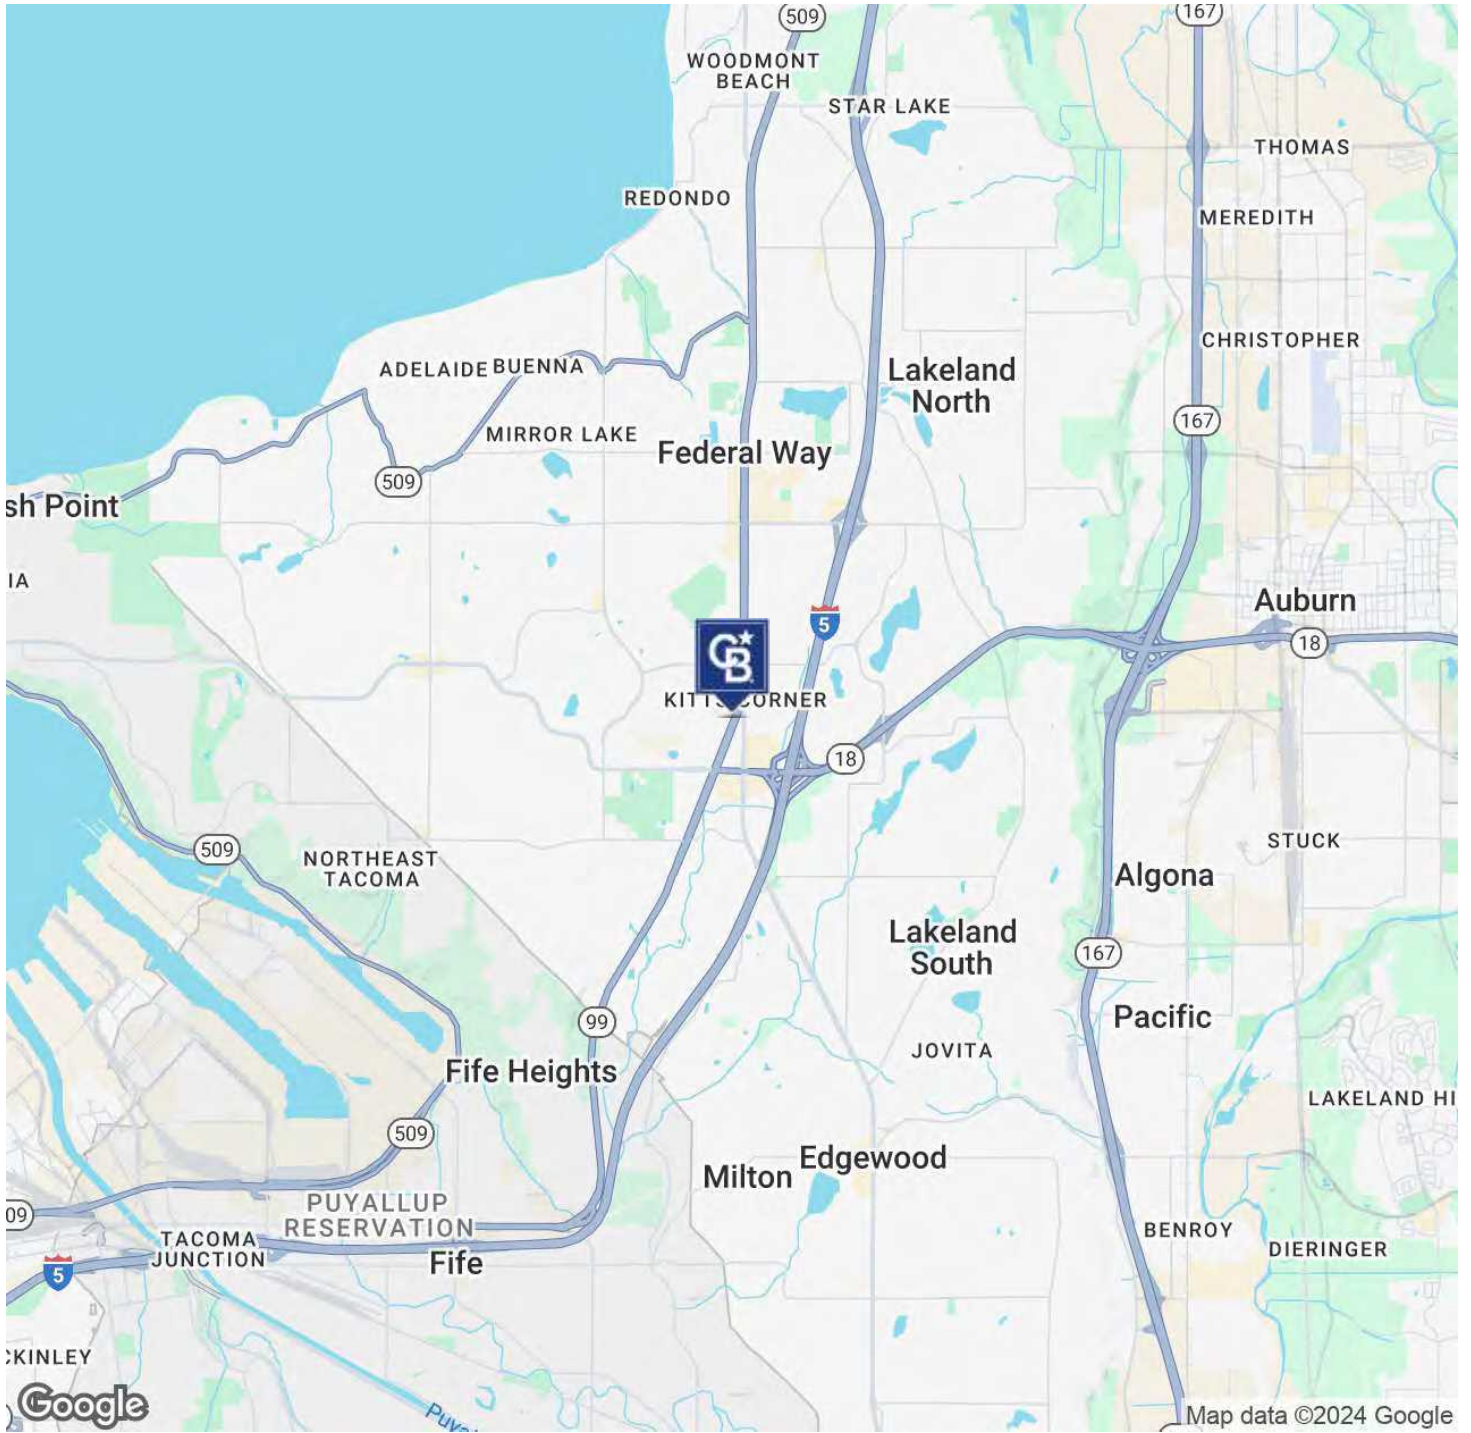 509
167
WOODMONT
BEACH
STAR LAKE
THOMAS
REDONDO
MEREDITH
CHRISTOPHER
ADELAIDE
BUENNA
Lakeland
North
167
MIRROR LAKE
Federal Way
509
sh Point
IA
Auburn
5
18
CB
KITTS CORNER
18
509
NORTHEAST
TACOMA
STUCK
Algona
Lakeland
South
167
99
Pacific
JOVITA
Fife Heights
LAKELAND HI
509
Milton
Edgewood
PUYALLUP
RESERVATION
09
TACOMA
JUNCTION
BENROY
DIERINGER
Fife
5
CKINLEY
Google
Puya
Map data ©2024 Google